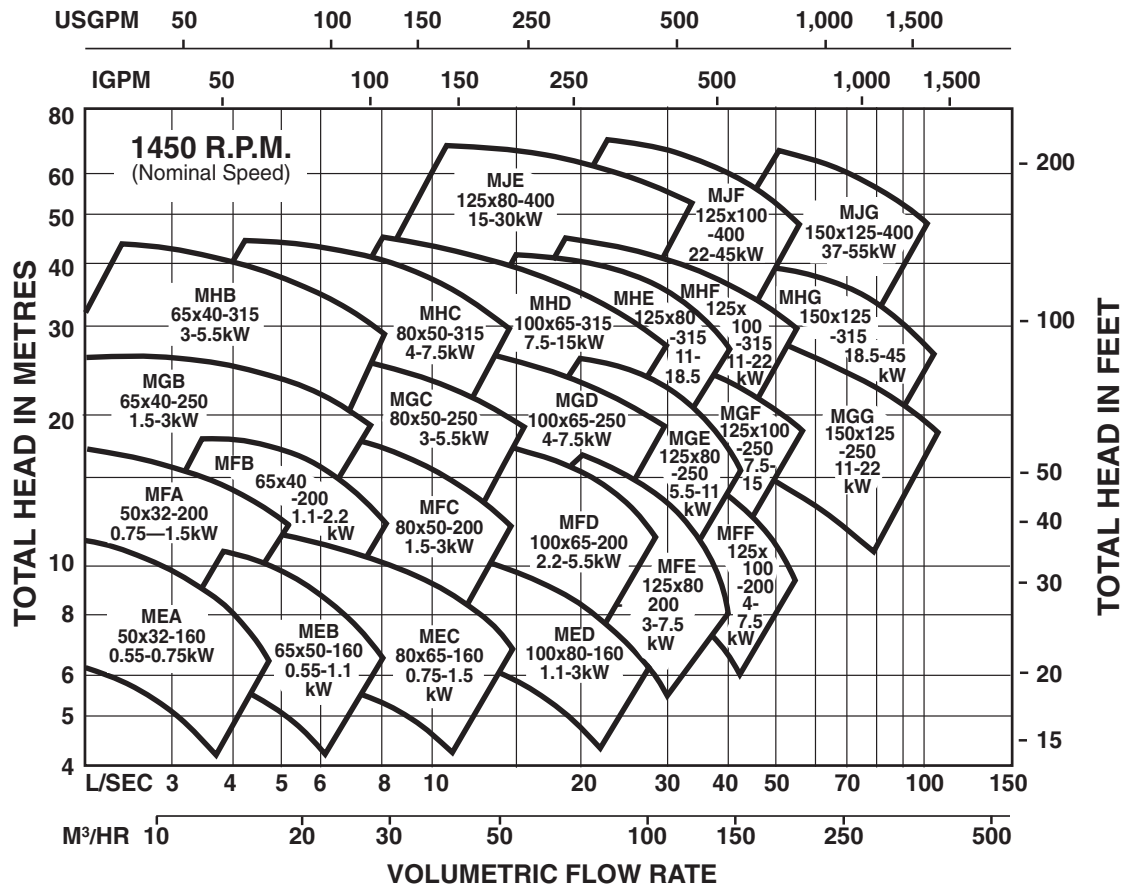 USGPM 50 100 150 250 500 1,000 1,500
IGPM 50 100 150 250 500 1,000 1,500
1450 R.P.M.
(Nominal Speed)
TOTAL HEAD IN METRES
80
60
50
40
30
20
10
8
6
5
4
TOTAL HEAD IN FEET
- 200
- 100
- 50
- 40
- 30
- 20
- 15
MJE
125x80-400
15-30kW
MJF
125x100
-400
22-45kW
MJG
150x125-400
37-55kW
MHB
65x40-315
3-5.5kW
MHC
80x50-315
4-7.5kW
MHD
100x65-315
7.5-15kW
MHE
125x80
-315
11-
18.5
MHF
125x
100
-315
11-22
kW
MHG
150x125
-315
18.5-45
kW
MGB
65x40-250
1.5-3kW
MGC
80x50-250
3-5.5kW
MGD
100x65-250
4-7.5kW
MGE
125x80
-250
5.5-11
kW
MGF
125x100
-250
7.5-
15
MGG
150x125
-250
11-22
kW
MFA
50x32-200
0.75—1.5kW
MFB
65x40
-200
1.1-2.2
kW
MFC
80x50-200
1.5-3kW
MFD
100x65-200
2.2-5.5kW
MFE
125x80
200
3-7.5
kW
MFF
125x
100
-200
4-
7.5
kW
MEA
50x32-160
0.55-0.75kW
MEB
65x50-160
0.55-1.1
kW
MEC
80x65-160
0.75-1.5
kW
MED
100x80-160
1.1-3kW
L/SEC 3 4 5 6 8 10 20 30 40 50 70 100 150
M³/HR 10 20 30 50 100 150 250 500
VOLUMETRIC FLOW RATE